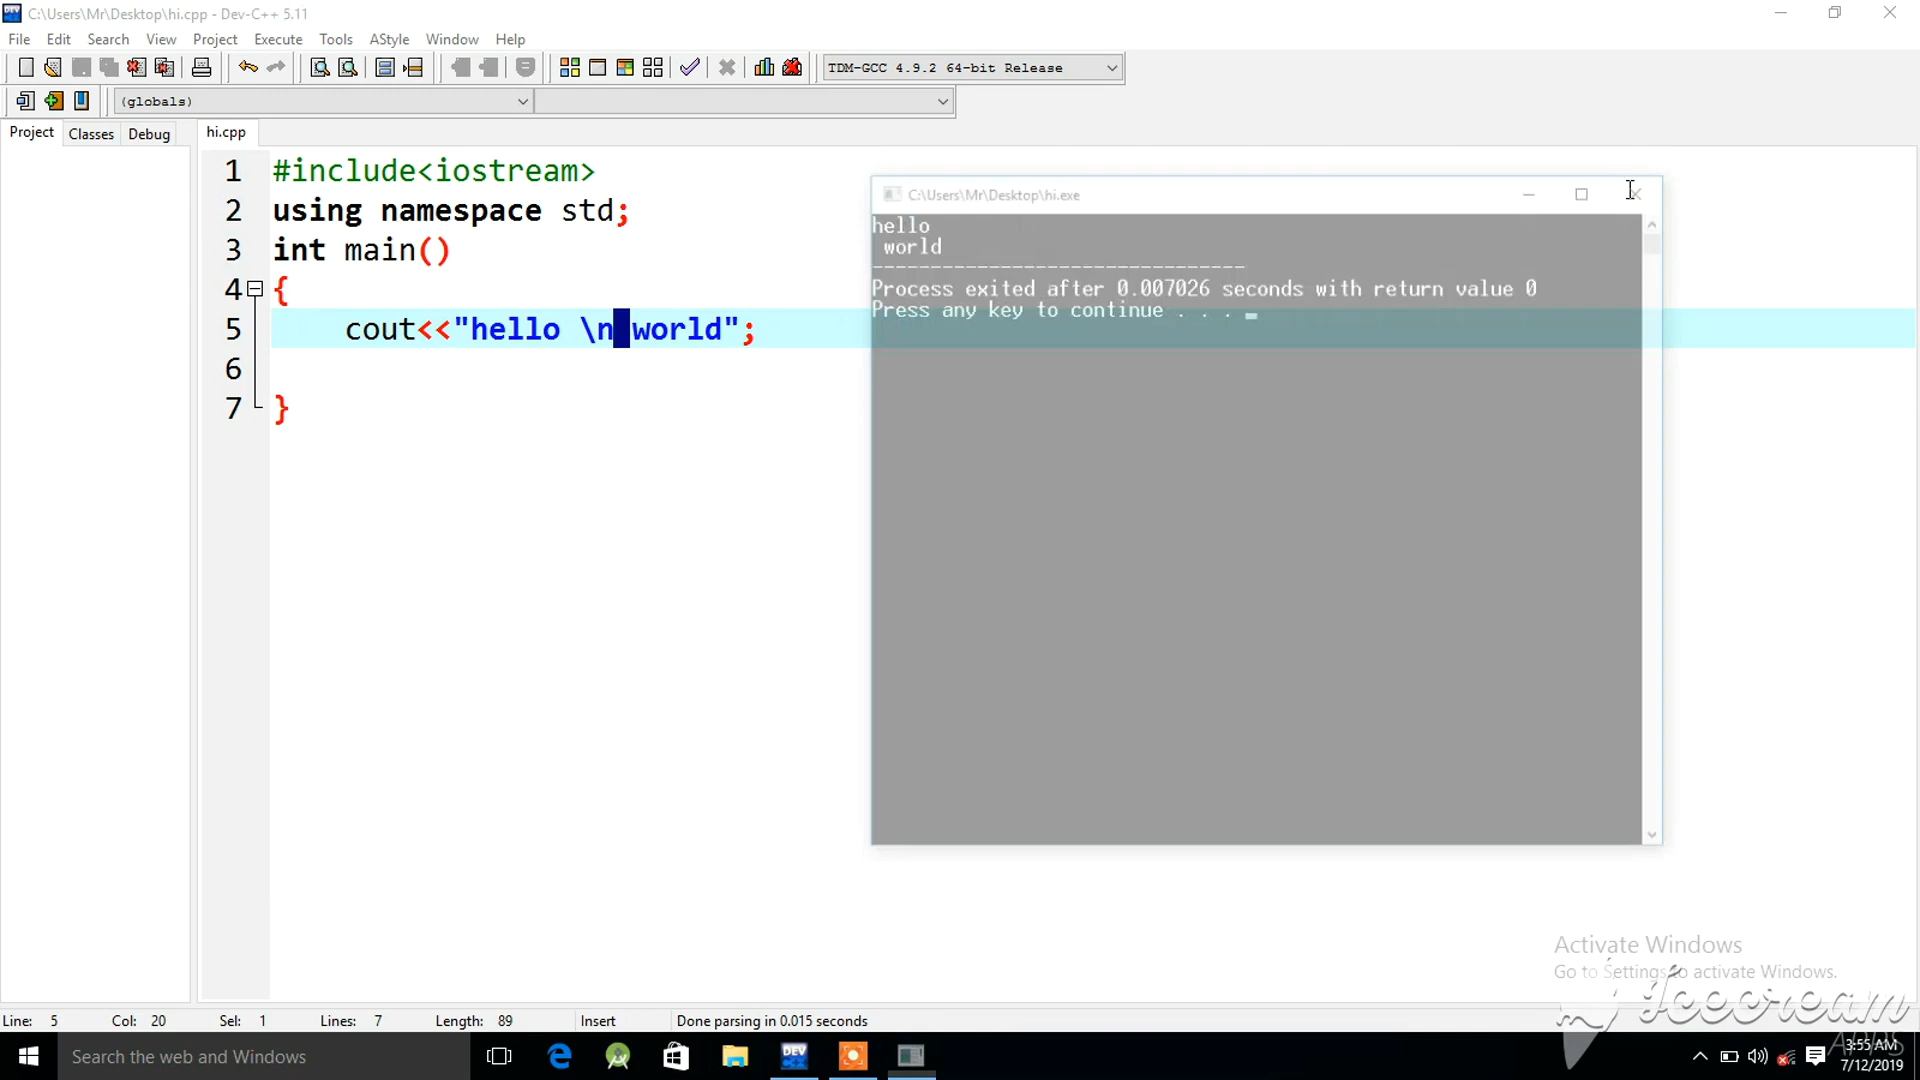 C:\Users\Mr\Desktop\hi.cpp - Dev-C++ 5.11
File Edit Search View Project Execute Tools AStyle Window Help
TDM-GCC 4.9.2 64-bit Release
(globals)
Project Classes Debug
hi.cpp
1 #include<iostream>
2 using namespace std;
3 int main()
4 {
5 cout<<"hello \n world";
6
7 }
C:\Users\Mr\Desktop\hi.exe
hello
world
--------------------------------
Process exited after 0.007026 seconds with return value 0
Press any key to continue . . .
Activate Windows
Go to Settings to activate Windows.
Icecream
APPS
Line: 5 Col: 20 Sel: 1 Lines: 7 Length: 89 Insert Done parsing in 0.015 seconds
Search the web and Windows
DEV
3:55 AM
7/12/2019